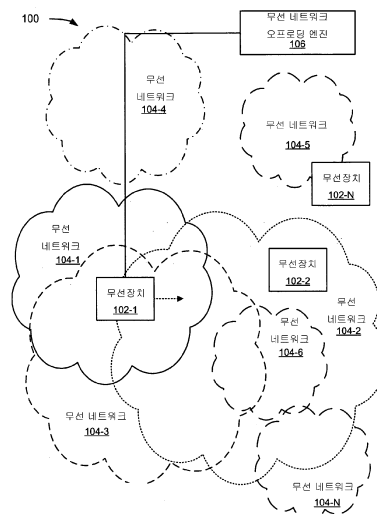 100
무선 네트워크
오프로딩 엔진
106
무선
네트워크
104-4
무선 네트워크
104-5
무선장치
102-N
무선
네트워크
104-1
무선장치
102-1
무선장치
102-2
무선
네트워크
104-2
무선
네트워크
104-6
무선 네트워크
104-3
무선
네트워크
104-N